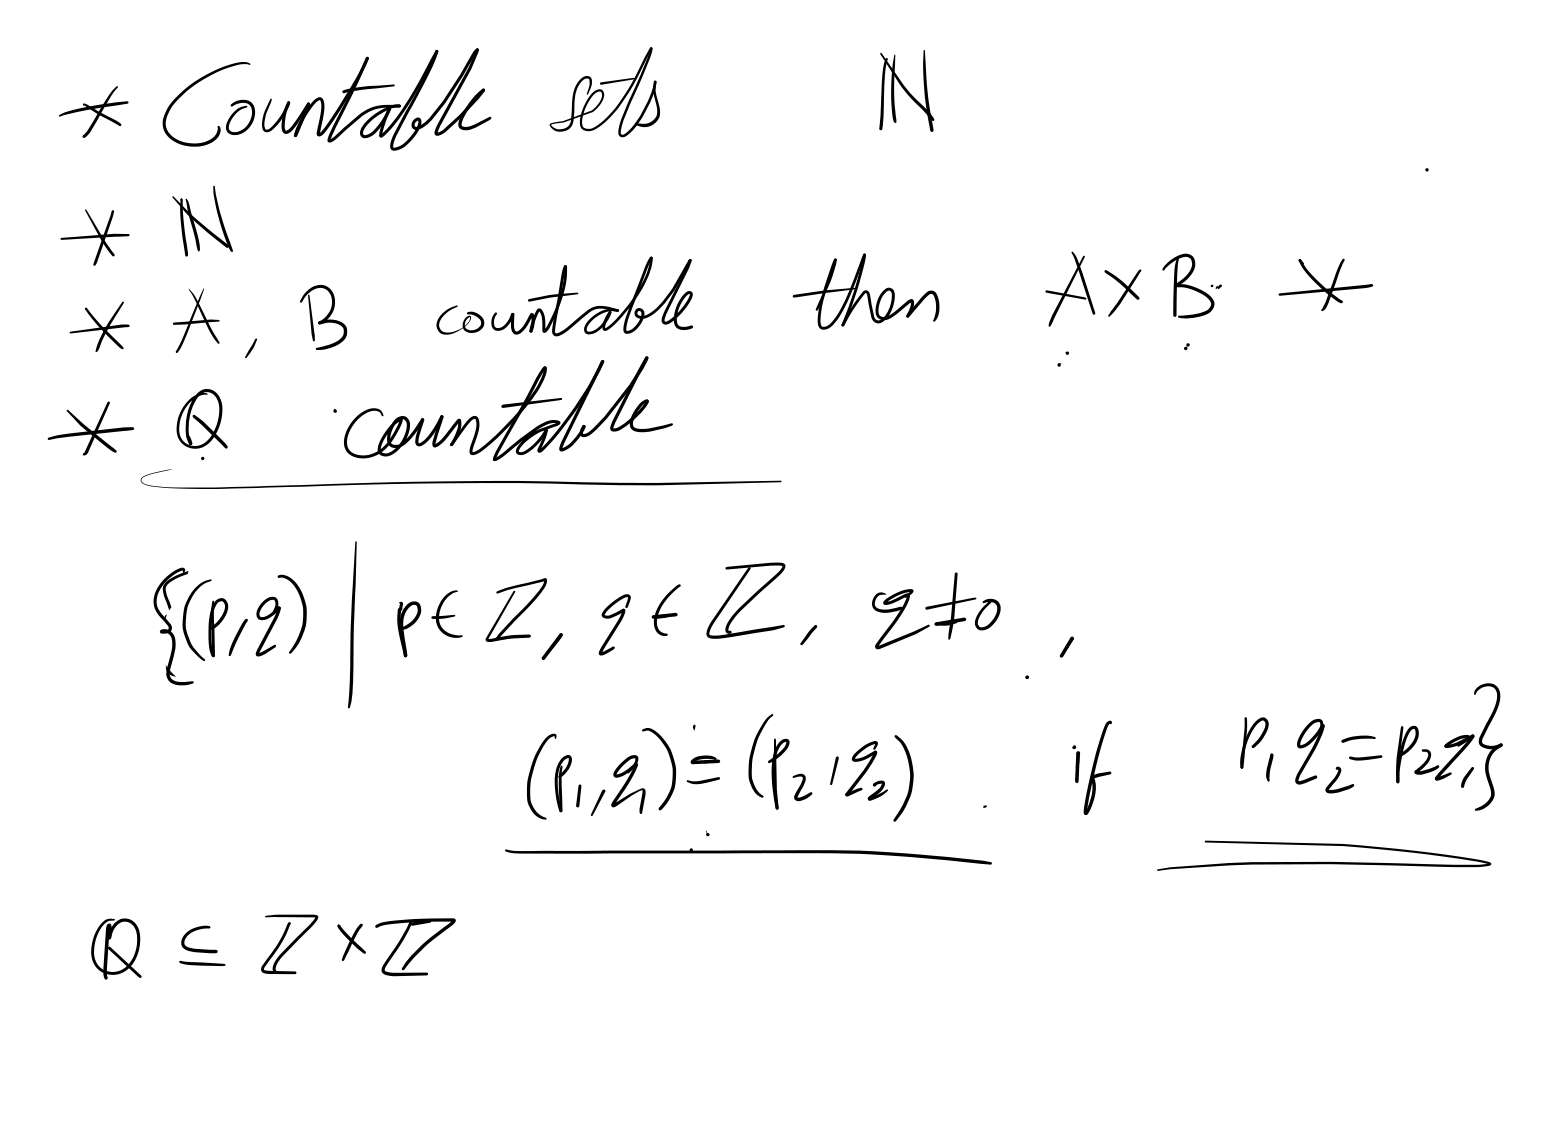 * Countable sets ℕ
* ℕ
* A, B countable then A×B *
* ℚ countable
{(p,q) | p∈ℤ, q∈ℤ, q≠0,
(p₁,q₁)=(p₂,q₂) if p₁q₂=p₂q₁}
ℚ ⊆ ℤ×ℤ